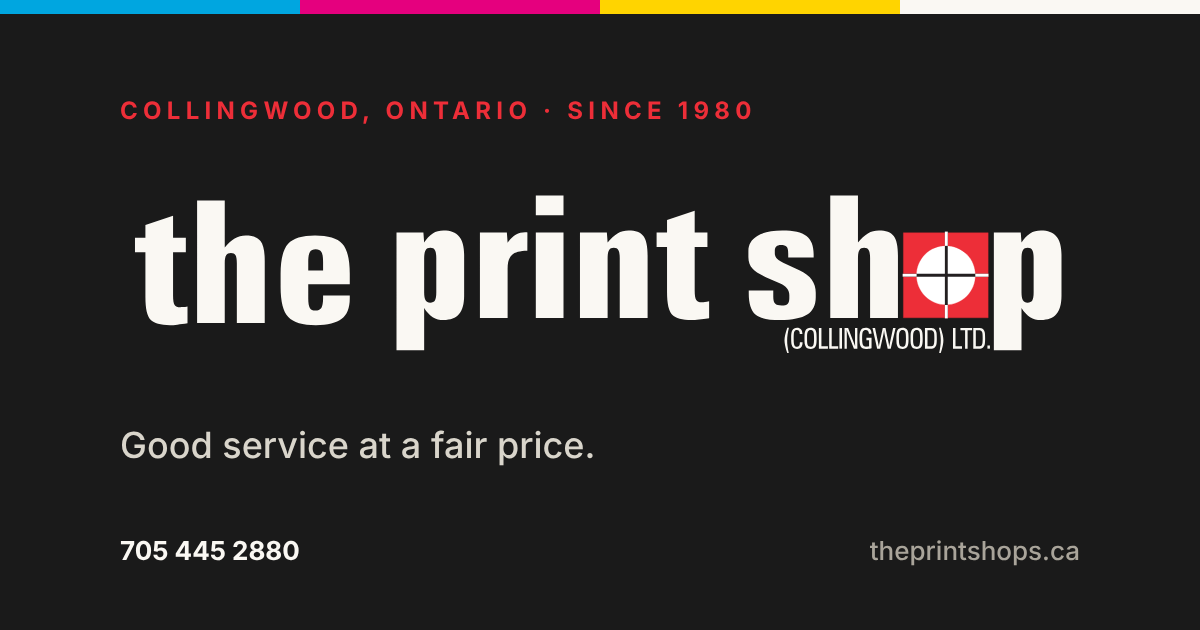 COLLINGWOOD, ONTARIO · SINCE 1980
the print shop
(COLLINGWOOD) LTD.
Good service at a fair price.
705 445 2880
theprintshops.ca